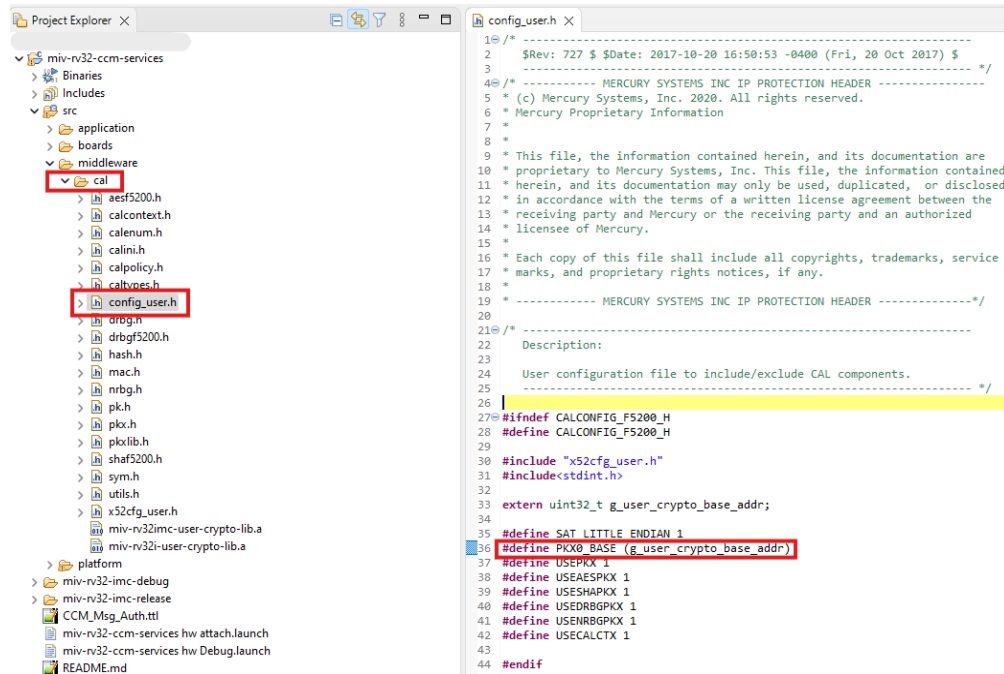 Project Explorer
miv-rv32-ccm-services
Binaries
Includes
src
application
boards
middleware
cal
aesf5200.h
calcontext.h
calenum.h
calini.h
calpolicy.h
caltypes.h
config_user.h
drbg.h
drbgf5200.h
hash.h
mac.h
nrbg.h
pk.h
pkx.h
pkxlib.h
shaf5200.h
sym.h
utils.h
x52cfg_user.h
miv-rv32imc-user-crypto-lib.a
miv-rv32i-user-crypto-lib.a
platform
miv-rv32-imc-debug
miv-rv32-imc-release
CCM_Msg_Auth.ttl
miv-rv32-ccm-services hw attach.launch
miv-rv32-ccm-services hw Debug.launch
README.md
config_user.h
1 /* -------------------------------------------------------------------
2 $Rev: 727 $ $Date: 2017-10-20 16:50:53 -0400 (Fri, 20 Oct 2017) $
3 ------------------------------------------------------------------- */
4 /* ----------- MERCURY SYSTEMS INC IP PROTECTION HEADER ----------------
5 * (c) Mercury Systems, Inc. 2020. All rights reserved.
6 * Mercury Proprietary Information
7 *
8 *
9 * This file, the information contained herein, and its documentation are
10 * proprietary to Mercury Systems, Inc. This file, the information contained
11 * herein, and its documentation may only be used, duplicated, or disclosed
12 * in accordance with the terms of a written license agreement between the
13 * receiving party and Mercury or the receiving party and an authorized
14 * licensee of Mercury.
15 *
16 * Each copy of this file shall include all copyrights, trademarks, service
17 * marks, and proprietary rights notices, if any.
18 *
19 * ------------ MERCURY SYSTEMS INC IP PROTECTION HEADER --------------*/
20
21 /* -------------------------------------------------------------------
22 Description:
23
24 User configuration file to include/exclude CAL components.
25 ------------------------------------------------------------------- */
26
27 #ifndef CALCONFIG_F5200_H
28 #define CALCONFIG_F5200_H
29
30 #include "x52cfg_user.h"
31 #include<stdint.h>
32
33 extern uint32_t g_user_crypto_base_addr;
34
35 #define SAT_LITTLE_ENDIAN 1
36 #define PKX0_BASE (g_user_crypto_base_addr)
37 #define USEPKX 1
38 #define USEAESPKX 1
39 #define USESHAPKX 1
40 #define USEDRBGPKX 1
41 #define USENRBGPKX 1
42 #define USECALCTX 1
43
44 #endif